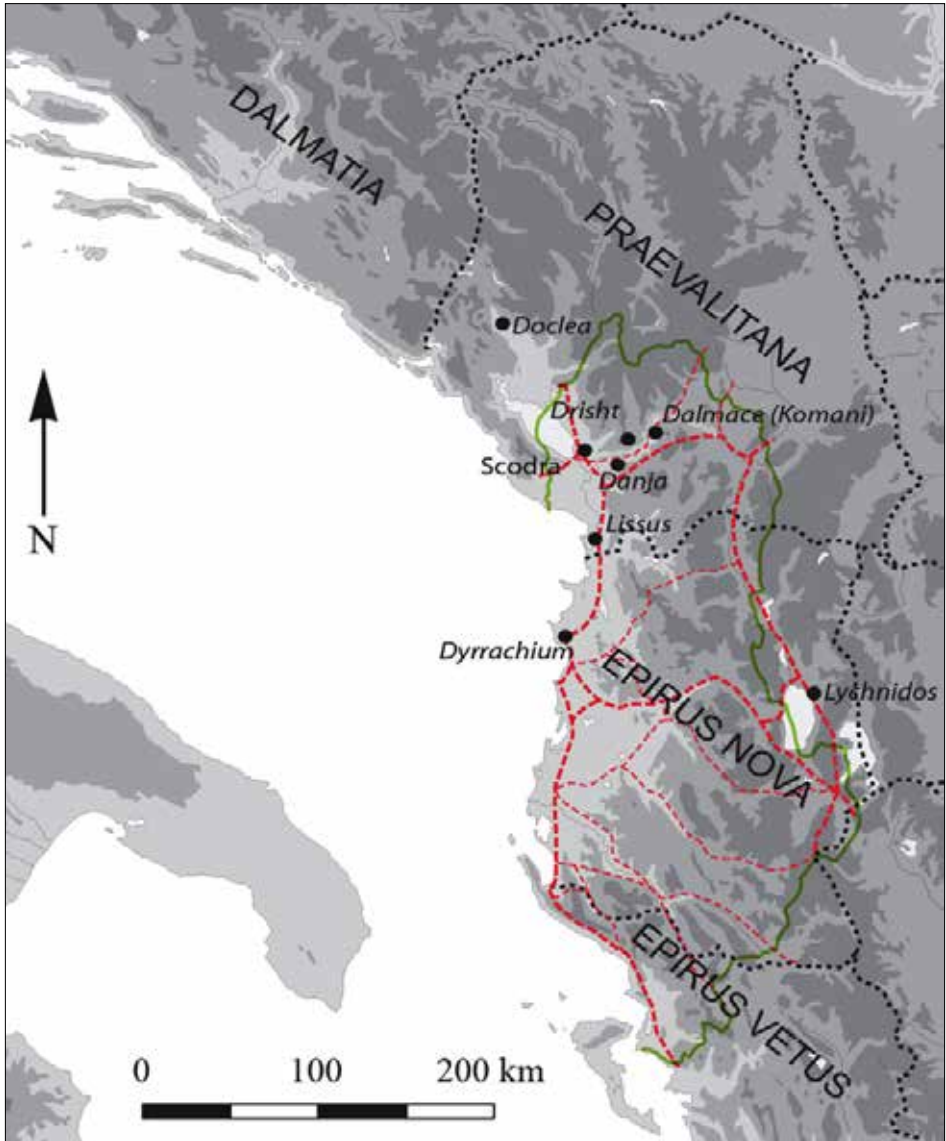 DALMATIA
PRAEVALITANA
Doclea
Drisht
Dalmace (Komani)
Scodra
Danja
N
Lissus
Dyrrachium
EPIRUS NOVA
Lychnidos
EPIRUS VETUS
0 100 200 km